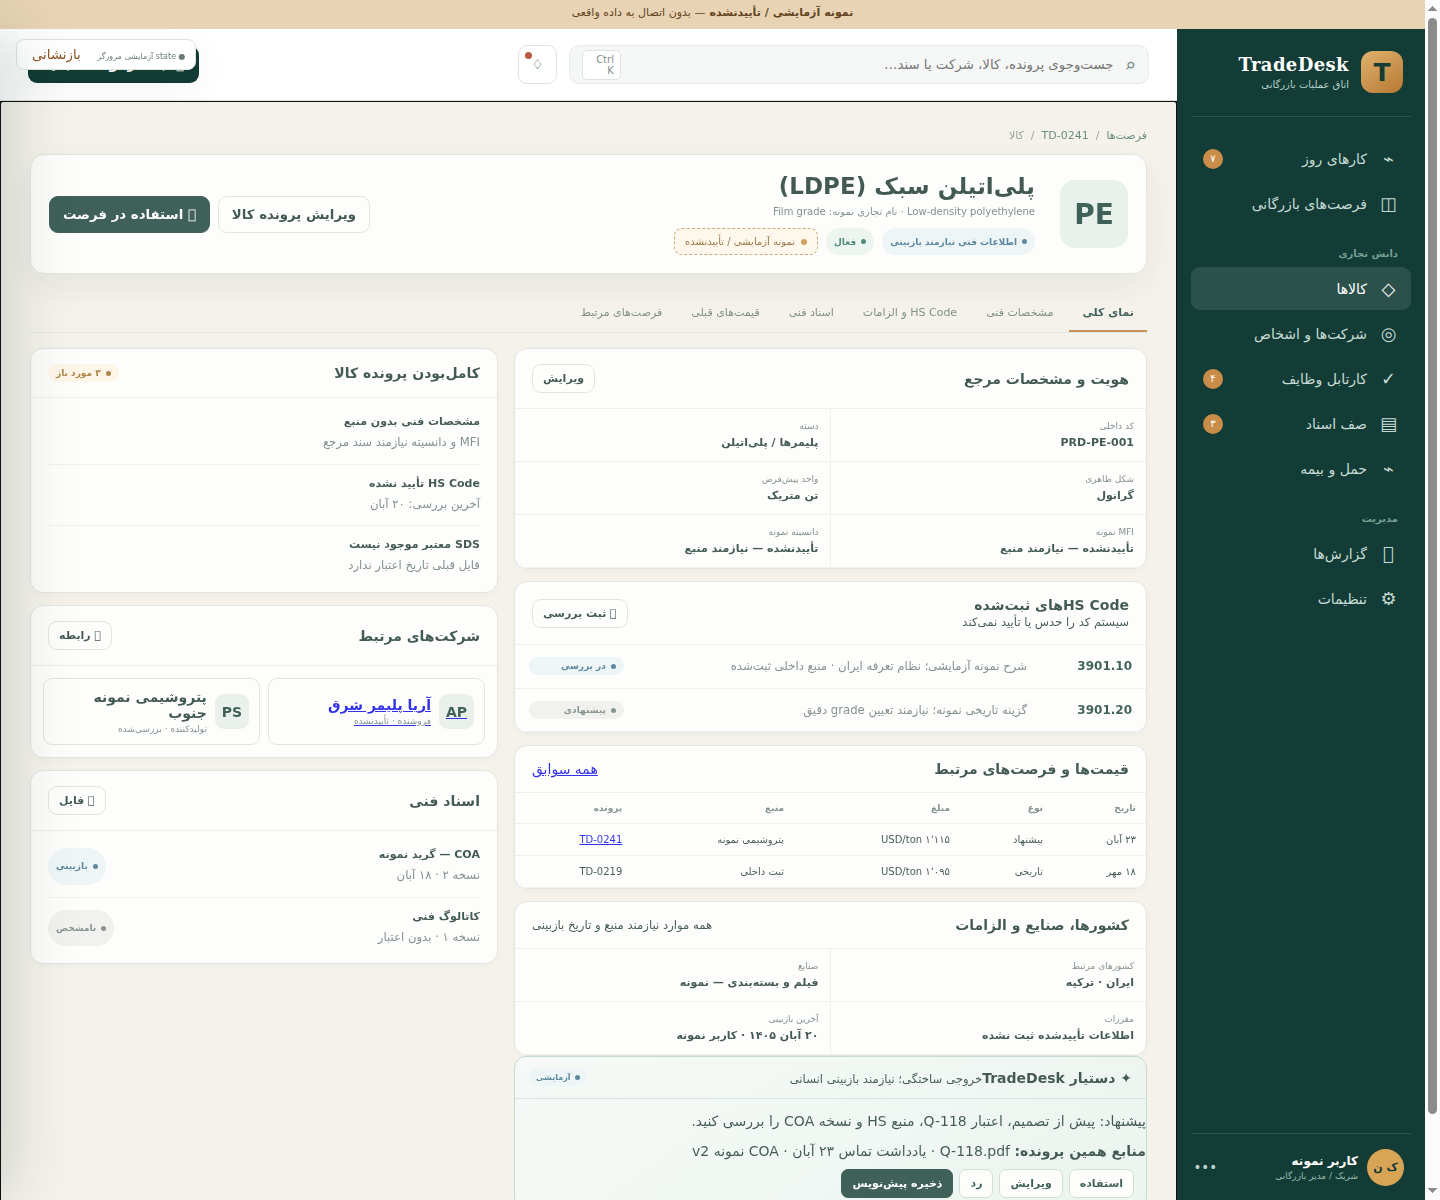 نمونه آزمایشی / تأییدنشده — بدون اتصال به داده واقعی
T
TradeDesk
اتاق عملیات بازرگانی
کارهای روز
۷
فرصت‌های بازرگانی
دانش تجاری
کالاها
شرکت‌ها و اشخاص
کارتابل وظایف
۴
صف اسناد
۳
حمل و بیمه
مدیریت
گزارش‌ها
تنظیمات
ک ن
کاربر نمونه
شریک / مدیر بازرگانی
•••
جست‌وجوی پرونده، کالا، شرکت یا سند…
Ctrl K
state آزمایشی مرورگر
بازنشانی
فرصت‌ها / TD-0241 / کالا
PE
پلی‌اتیلن سبک (LDPE)
Low-density polyethylene · نام تجاری نمونه: Film grade
اطلاعات فنی نیازمند بازبینی
فعال
نمونه آزمایشی / تأییدنشده
ویرایش پرونده کالا
استفاده در فرصت
نمای کلی
مشخصات فنی
HS Code و الزامات
اسناد فنی
قیمت‌های قبلی
فرصت‌های مرتبط
هویت و مشخصات مرجع
ویرایش
کد داخلی
PRD-PE-001
دسته
پلیمرها / پلی‌اتیلن
شکل ظاهری
گرانول
واحد پیش‌فرض
تن متریک
MFI نمونه
تأییدنشده — نیازمند منبع
دانسیته نمونه
تأییدنشده — نیازمند منبع
HS Codeهای ثبت‌شده
سیستم کد را حدس یا تأیید نمی‌کند
ثبت بررسی
3901.10
شرح نمونه آزمایشی؛ نظام تعرفه ایران · منبع داخلی ثبت‌شده
در بررسی
3901.20
گزینه تاریخی نمونه؛ نیازمند تعیین grade دقیق
پیشنهادی
قیمت‌ها و فرصت‌های مرتبط
همه سوابق
تاریخ نوع مبلغ منبع پرونده
۲۳ آبان پیشنهاد ۱٬۱۱۵ USD/ton پتروشیمی نمونه TD-0241
۱۸ مهر تاریخی ۱٬۰۹۵ USD/ton ثبت داخلی TD-0219
کشورها، صنایع و الزامات
همه موارد نیازمند منبع و تاریخ بازبینی
کشورهای مرتبط
ایران · ترکیه
صنایع
فیلم و بسته‌بندی — نمونه
مقررات
اطلاعات تأییدشده ثبت نشده
آخرین بازبینی
۲۰ آبان ۱۴۰۵ · کاربر نمونه
✦ دستیار TradeDesk
خروجی ساختگی؛ نیازمند بازبینی انسانی
آزمایشی
پیشنهاد: پیش از تصمیم، اعتبار Q-118، منبع HS و نسخه COA را بررسی کنید.
منابع همین پرونده: Q-118.pdf · یادداشت تماس ۲۳ آبان · COA نمونه v2
استفاده
ویرایش
رد
ذخیره پیش‌نویس
کامل‌بودن پرونده کالا
۳ مورد باز
مشخصات فنی بدون منبع
MFI و دانسیته نیازمند سند مرجع
HS Code تأیید نشده
آخرین بررسی: ۲۰ آبان
SDS معتبر موجود نیست
فایل قبلی تاریخ اعتبار ندارد
شرکت‌های مرتبط
رابطه
AP
آریا پلیمر شرق
فروشنده · تأییدنشده
PS
پتروشیمی نمونه جنوب
تولیدکننده · بررسی‌شده
اسناد فنی
فایل
COA — گرید نمونه
نسخه ۲ · ۱۸ آبان
بازبینی
کاتالوگ فنی
نسخه ۱ · بدون اعتبار
نامشخص